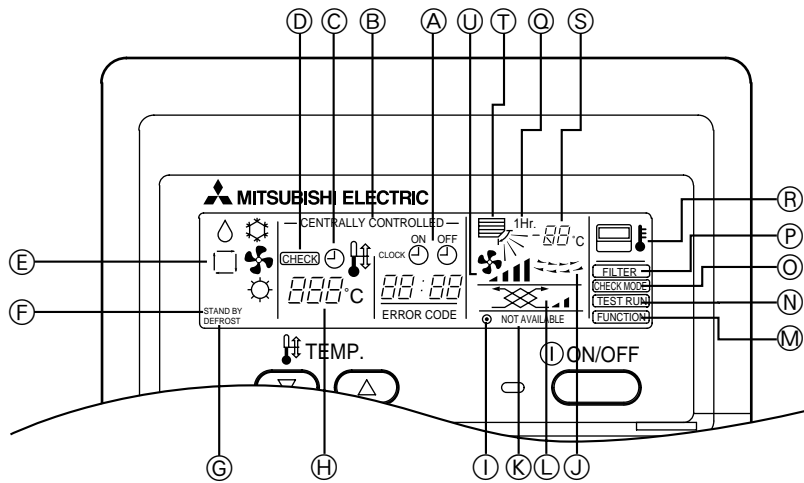 Ⓓ Ⓒ Ⓑ Ⓐ Ⓤ Ⓣ Ⓠ Ⓢ
MITSUBISHI ELECTRIC
CENTRALLY CONTROLLED
1Hr.
88°C
Ⓡ
ON OFF
CHECK
CLOCK
Ⓔ
FILTER
Ⓟ
CHECK MODE
Ⓞ
888°C
88:88
TEST RUN
Ⓝ
Ⓕ
STAND BY
DEFROST
ERROR CODE
NOT AVAILABLE
FUNCTION
Ⓜ
TEMP.
ON/OFF
Ⓖ Ⓗ Ⓘ Ⓚ Ⓛ Ⓙ